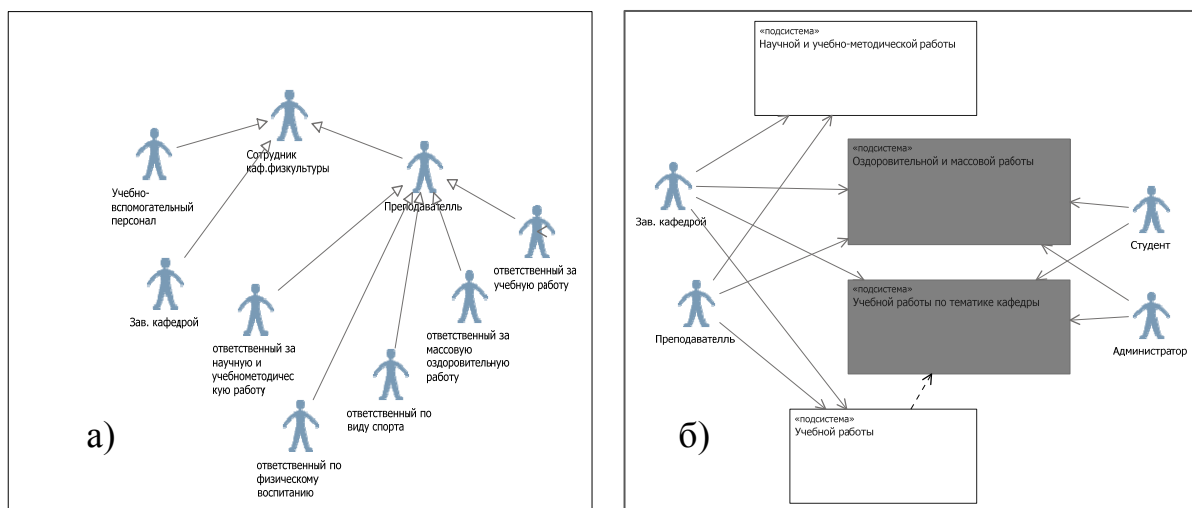 Сотрудник
каф.физкультуры
Учебно-
вспомогательный
персонал
Преподавателль
ответственный за
учебную работу
Зав. кафедрой
ответственный за
научную и
учебнометодичес
кую работу
ответственный за
массовую
оздоровительную
работу
ответственный по
виду спорта
ответственный по
физическому
воспитанию
а)
«подсистема»
Научной и учебно-методической работы
«подсистема»
Оздоровительной и массовой работы
Зав. кафедрой
Студент
«подсистема»
Учебной работы по тематике кафедры
Преподавателль
Администратор
«подсистема»
Учебной работы
б)